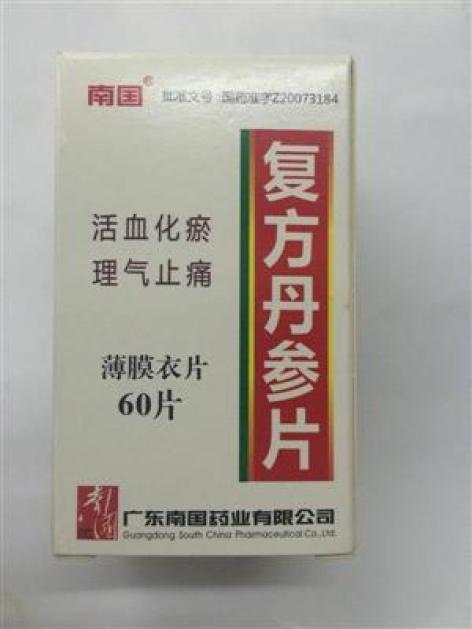 南国®
批准文号 国药准字Z20073184
复方丹参片
活血化瘀
理气止痛
薄膜衣片
60片
广东南国药业有限公司
Guangdong South China Pharmaceutical Co.,Ltd.